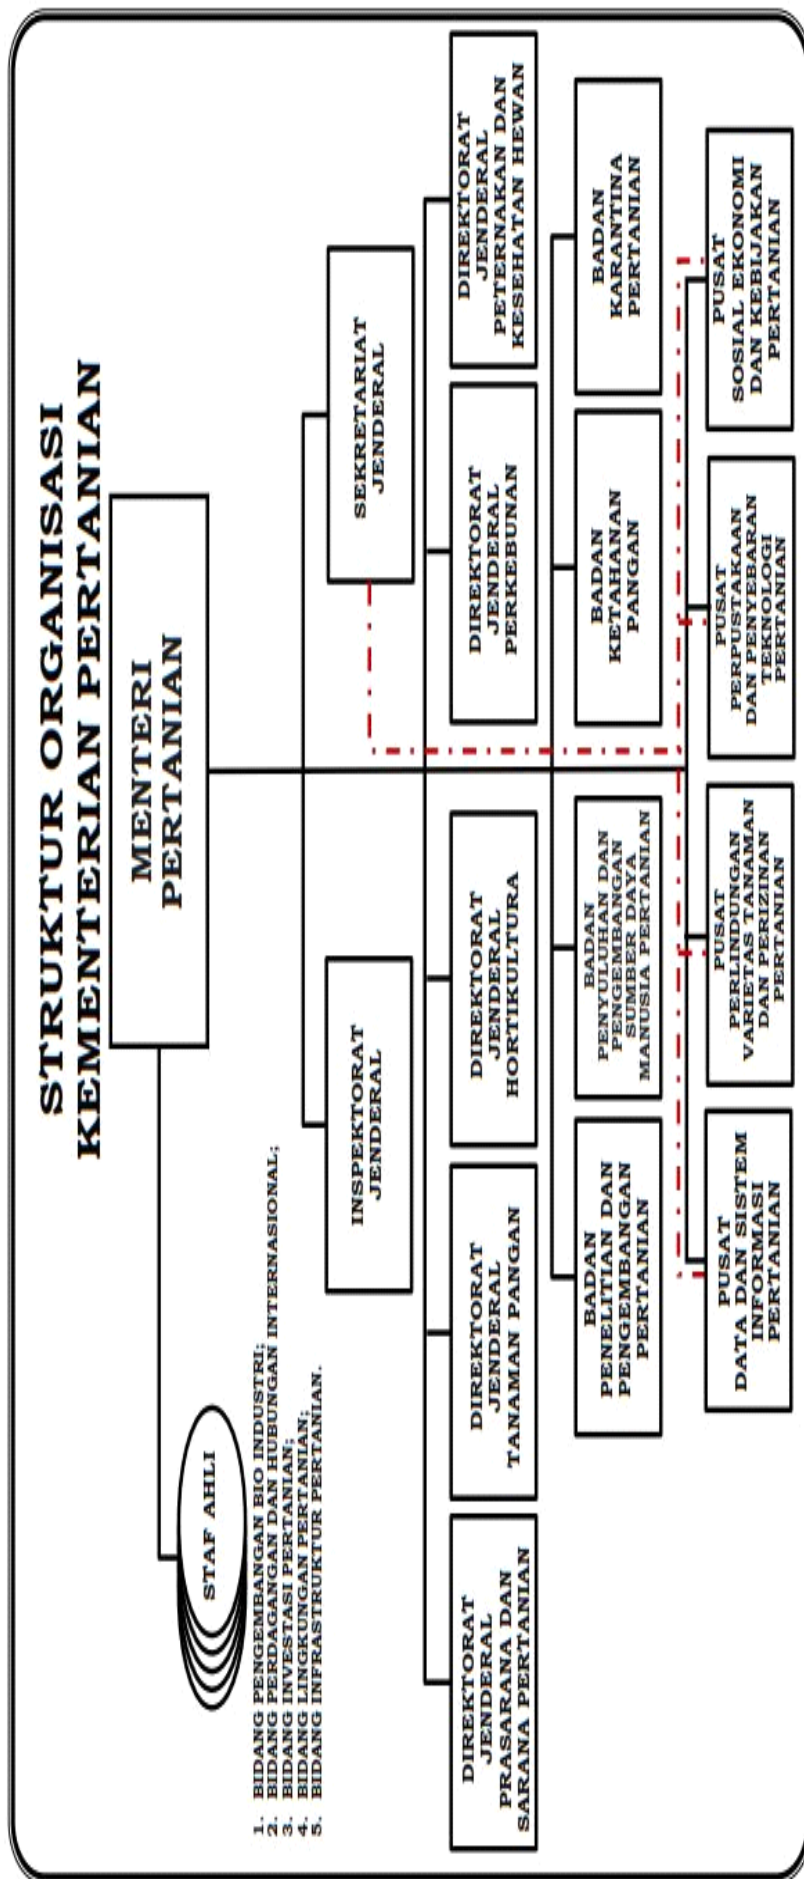 STRUKTUR ORGANISASI
KEMENTERIAN PERTANIAN
MENTERI
PERTANIAN
STAF AHLI
1. BIDANG PENGEMBANGAN BIO INDUSTRI;
2. BIDANG PERDAGANGAN DAN HUBUNGAN INTERNASIONAL;
3. BIDANG INVESTASI PERTANIAN;
4. BIDANG LINGKUNGAN PERTANIAN;
5. BIDANG INFRASTRUKTUR PERTANIAN.
INSPEKTORAT
JENDERAL
SEKRETARIAT
JENDERAL
DIREKTORAT
JENDERAL
PRASARANA DAN
SARANA PERTANIAN
DIREKTORAT
JENDERAL
TANAMAN PANGAN
DIREKTORAT
JENDERAL
HORTIKULTURA
DIREKTORAT
JENDERAL
PERKEBUNAN
DIREKTORAT
JENDERAL
PETERNAKAN DAN
KESEHATAN HEWAN
BADAN
PENELITIAN DAN
PENGEMBANGAN
PERTANIAN
BADAN
PENYULUHAN DAN
PENGEMBANGAN
SUMBER DAYA
MANUSIA PERTANIAN
BADAN
KETAHANAN
PANGAN
BADAN
KARANTINA
PERTANIAN
PUSAT
DATA DAN SISTEM
INFORMASI
PERTANIAN
PUSAT
PERLINDUNGAN
VARIETAS TANAMAN
DAN PERIZINAN
PERTANIAN
PUSAT
PERPUSTAKAAN
DAN PENYEBARAN
TEKNOLOGI
PERTANIAN
PUSAT
SOSIAL EKONOMI
DAN KEBIJAKAN
PERTANIAN